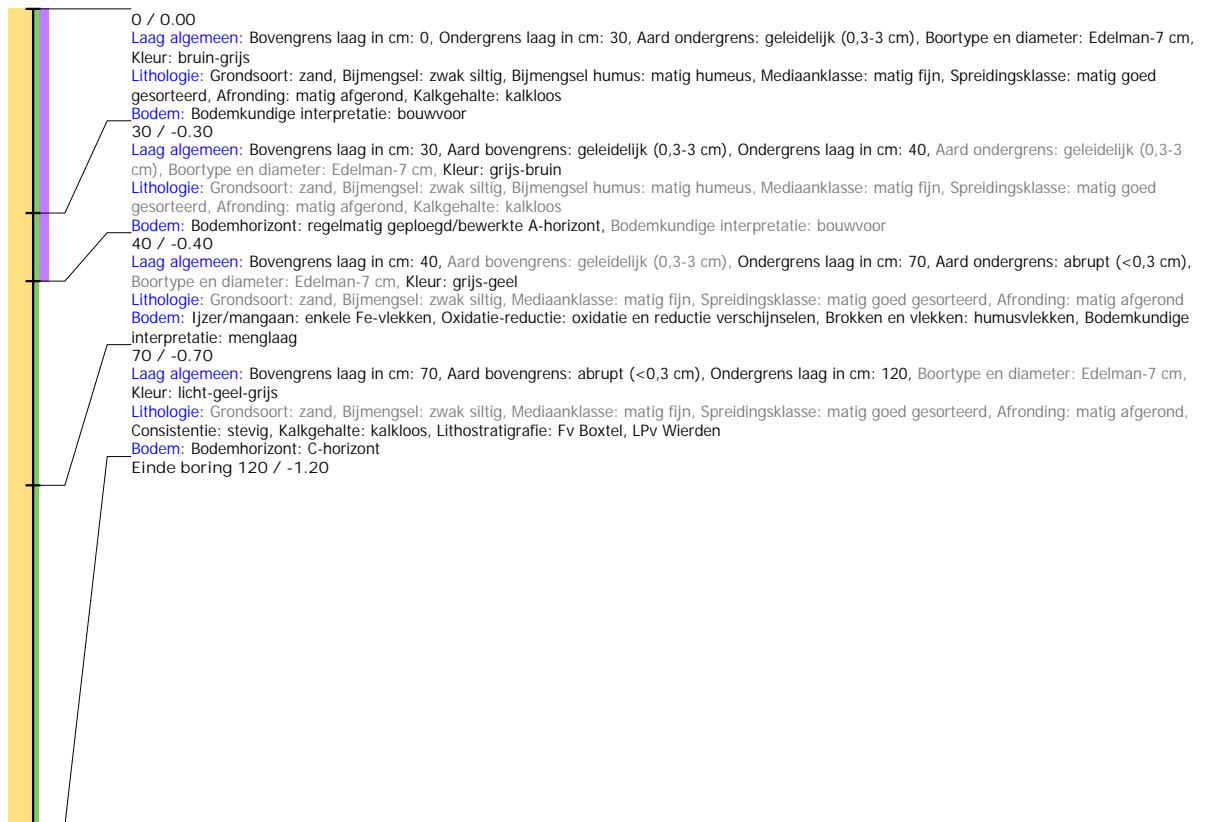 0 / 0.00
Laag algemeen: Bovengrens laag in cm: 0, Ondergrens laag in cm: 30, Aard ondergrens: geleidelijk (0,3-3 cm), Boortype en diameter: Edelman-7 cm,
Kleur: bruin-grijs
Lithologie: Grondsoort: zand, Bijmengsel: zwak siltig, Bijmengsel humus: matig humeus, Mediaanklasse: matig fijn, Spreidingsklasse: matig goed
gesorteerd, Afronding: matig afgerond, Kalkgehalte: kalkloos
Bodem: Bodemkundige interpretatie: bouwvoor
30 / -0.30
Laag algemeen: Bovengrens laag in cm: 30, Aard bovengrens: geleidelijk (0,3-3 cm), Ondergrens laag in cm: 40, Aard ondergrens: geleidelijk (0,3-3
cm), Boortype en diameter: Edelman-7 cm, Kleur: grijs-bruin
Lithologie: Grondsoort: zand, Bijmengsel: zwak siltig, Bijmengsel humus: matig humeus, Mediaanklasse: matig fijn, Spreidingsklasse: matig goed
gesorteerd, Afronding: matig afgerond, Kalkgehalte: kalkloos
Bodem: Bodemhorizont: regelmatig geploegd/bewerkte A-horizont, Bodemkundige interpretatie: bouwvoor
40 / -0.40
Laag algemeen: Bovengrens laag in cm: 40, Aard bovengrens: geleidelijk (0,3-3 cm), Ondergrens laag in cm: 70, Aard ondergrens: abrupt (<0,3 cm),
Boortype en diameter: Edelman-7 cm, Kleur: grijs-geel
Lithologie: Grondsoort: zand, Bijmengsel: zwak siltig, Mediaanklasse: matig fijn, Spreidingsklasse: matig goed gesorteerd, Afronding: matig afgerond
Bodem: Ijzer/mangaan: enkele Fe-vlekken, Oxidatie-reductie: oxidatie en reductie verschijnselen, Brokken en vlekken: humusvlekken, Bodemkundige
interpretatie: menglaag
70 / -0.70
Laag algemeen: Bovengrens laag in cm: 70, Aard bovengrens: abrupt (<0,3 cm), Ondergrens laag in cm: 120, Boortype en diameter: Edelman-7 cm,
Kleur: licht-geel-grijs
Lithologie: Grondsoort: zand, Bijmengsel: zwak siltig, Mediaanklasse: matig fijn, Spreidingsklasse: matig goed gesorteerd, Afronding: matig afgerond,
Consistentie: stevig, Kalkgehalte: kalkloos, Lithostratigrafie: Fv Boxtel, LPv Wierden
Bodem: Bodemhorizont: C-horizont
Einde boring 120 / -1.20